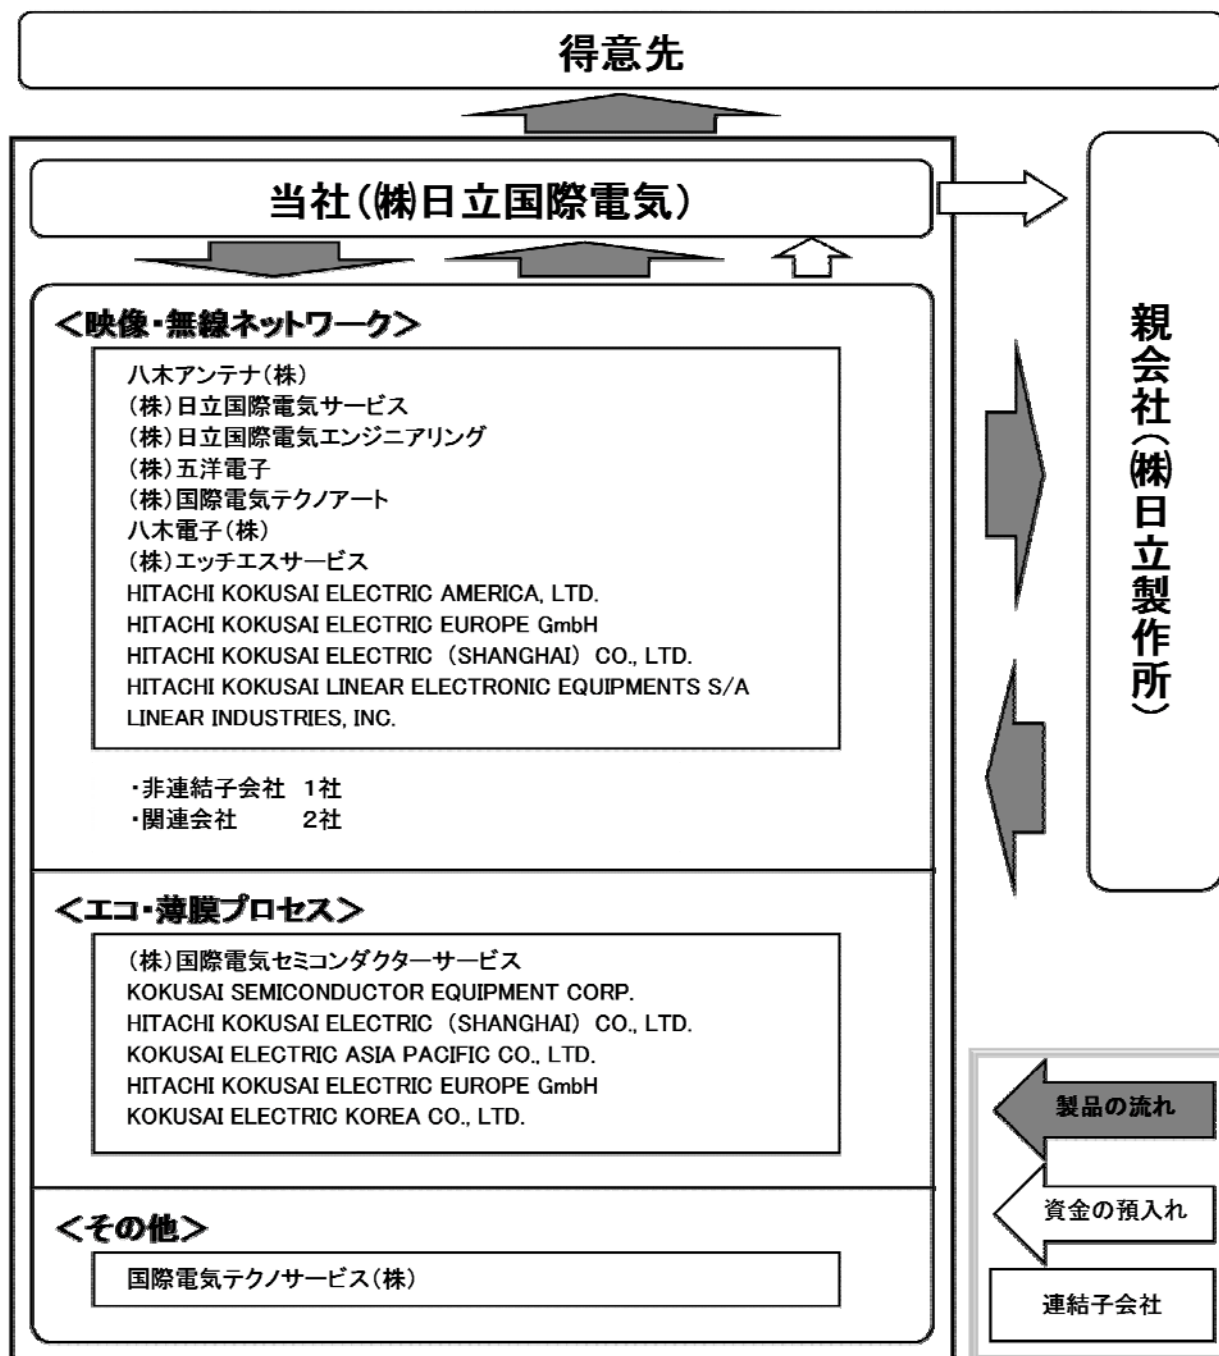 得意先
当社(㈱日立国際電気)
親会社(㈱日立製作所)
<映像・無線ネットワーク>
八木アンテナ(株)
(株)日立国際電気サービス
(株)日立国際電気エンジニアリング
(株)五洋電子
(株)国際電気テクノアート
八木電子(株)
(株)エッチエスサービス
HITACHI KOKUSAI ELECTRIC AMERICA, LTD.
HITACHI KOKUSAI ELECTRIC EUROPE GmbH
HITACHI KOKUSAI ELECTRIC (SHANGHAI) CO., LTD.
HITACHI KOKUSAI LINEAR ELECTRONIC EQUIPMENTS S/A
LINEAR INDUSTRIES, INC.
・非連結子会社 1社
・関連会社 2社
<エコ・薄膜プロセス>
(株)国際電気セミコンダクターサービス
KOKUSAI SEMICONDUCTOR EQUIPMENT CORP.
HITACHI KOKUSAI ELECTRIC (SHANGHAI) CO., LTD.
KOKUSAI ELECTRIC ASIA PACIFIC CO., LTD.
HITACHI KOKUSAI ELECTRIC EUROPE GmbH
KOKUSAI ELECTRIC KOREA CO., LTD.
<その他>
国際電気テクノサービス(株)
製品の流れ
資金の預入れ
連結子会社